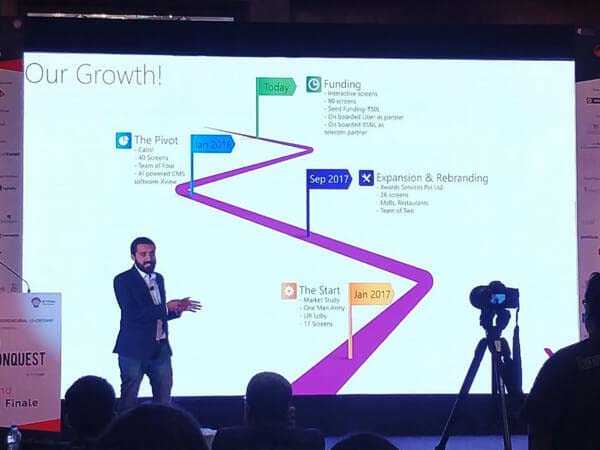 Our Growth!
Today
Funding
- Interactive screens
- 80 screens
- Seed Funding-₹50L
- On boarded Uber as partner
- On boarded BSNL as
telecom partner
The Pivot
- Cabs!
- 40 Screens
- Team of Four
- AI powered CMS
software-Xview
Jan 2018
Sep 2017
Expansion & Rebranding
- Xwards Services Pvt Ltd
- 26 screens
- Malls, Restaurants
- Team of Two
The Start
- Market Study
- One Man Army
- Lift Loby
- 17 Screens
Jan 2017
ONQUEST
Finale